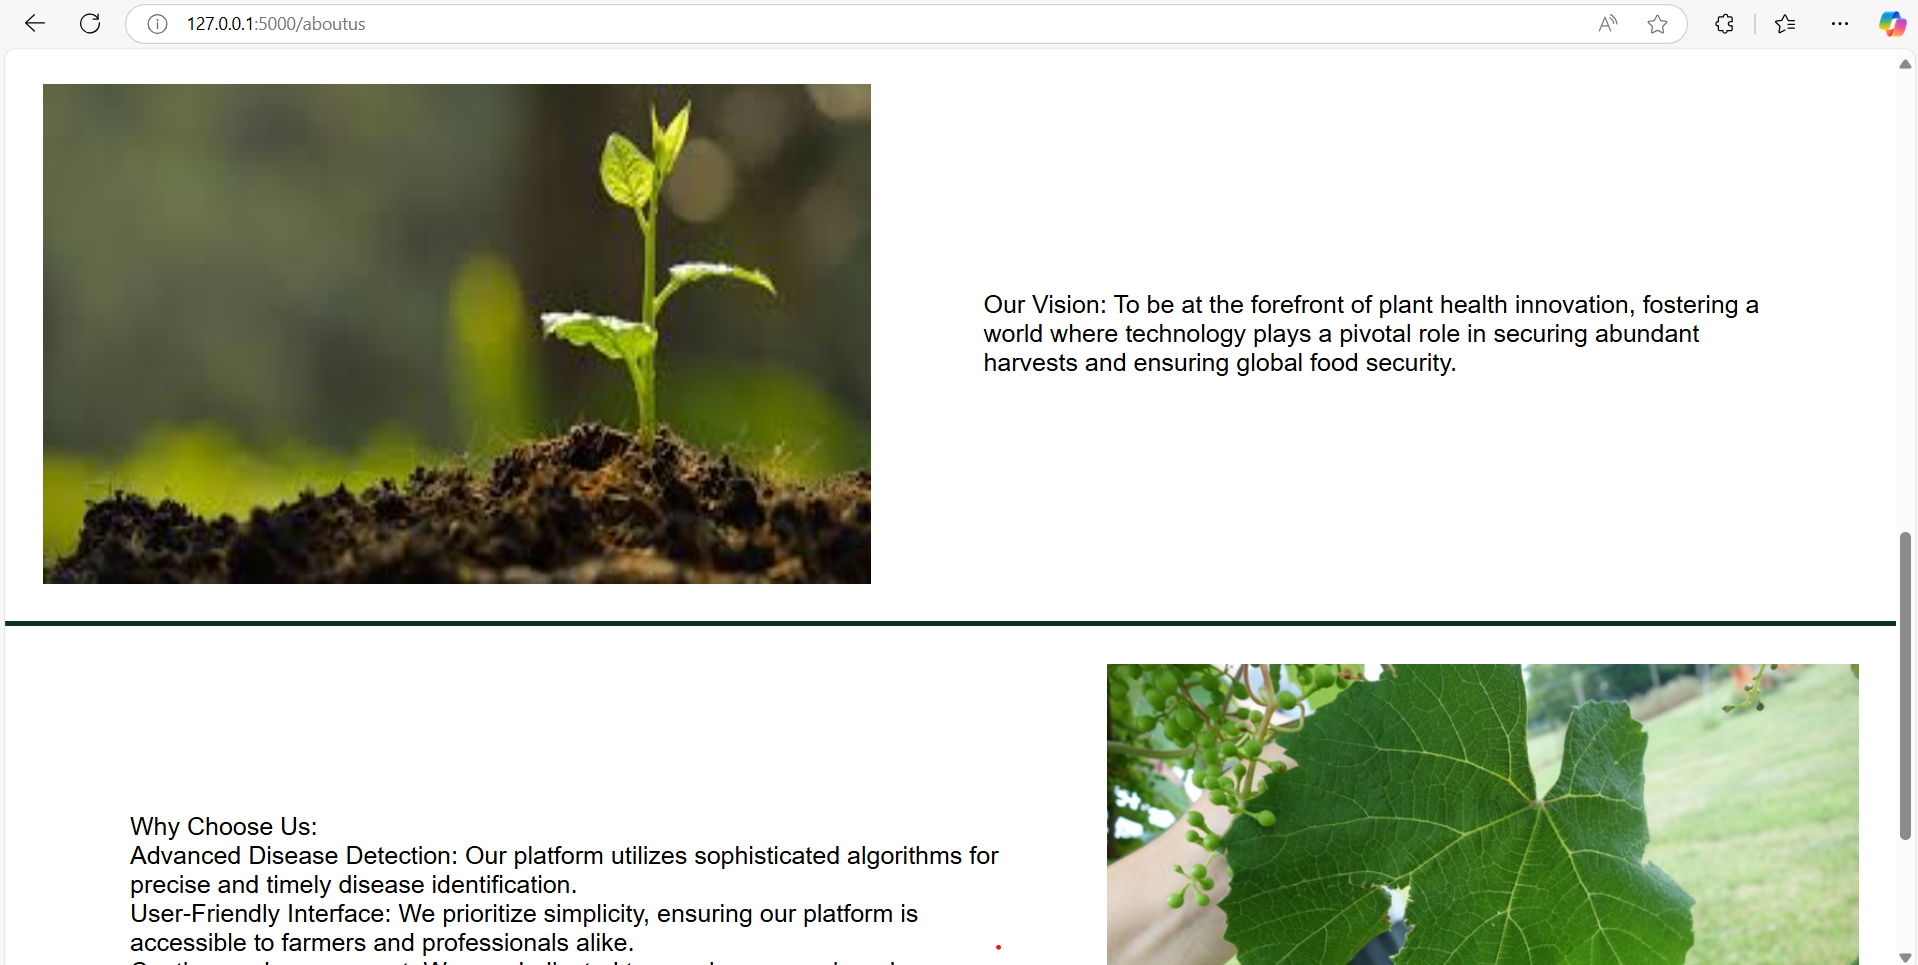 127.0.0.1:5000/aboutus
Our Vision: To be at the forefront of plant health innovation, fostering a
world where technology plays a pivotal role in securing abundant
harvests and ensuring global food security.
Why Choose Us:
Advanced Disease Detection: Our platform utilizes sophisticated algorithms for
precise and timely disease identification.
User-Friendly Interface: We prioritize simplicity, ensuring our platform is
accessible to farmers and professionals alike.